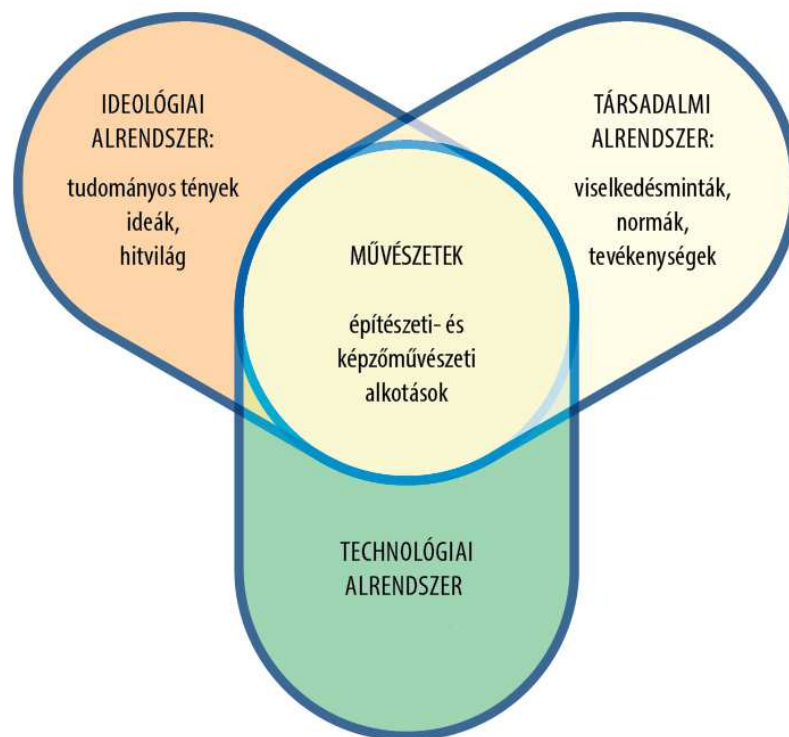 IDEOLÓGIAI
ALRENDSZER:
tudományos tények
ideák,
hitvilág
TÁRSADALMI
ALRENDSZER:
viselkedésminták,
normák,
tevékenységek
MŰVÉSZETEK
építészeti- és
képzőművészeti
alkotások
TECHNOLÓGIAI
ALRENDSZER